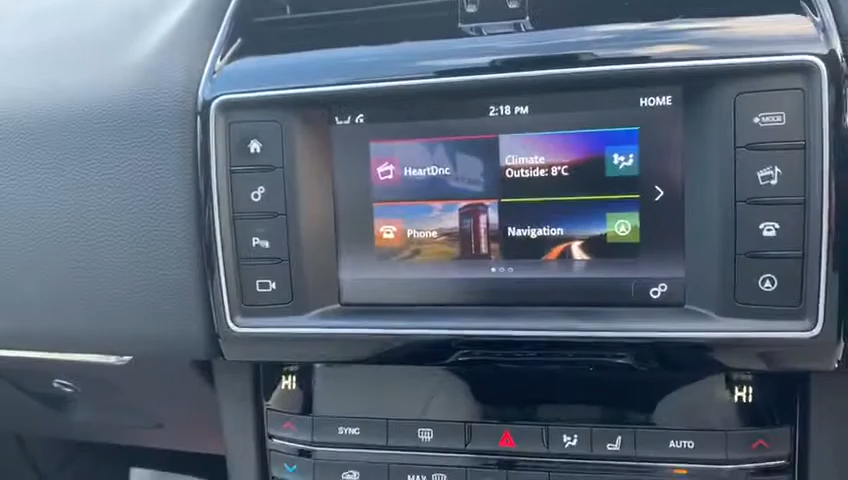 2:18 PM
HOME
MODE
HeartDnc
Climate
Outside: 8°C
Phone
Navigation
HI
HI
SYNC
AUTO
MAX